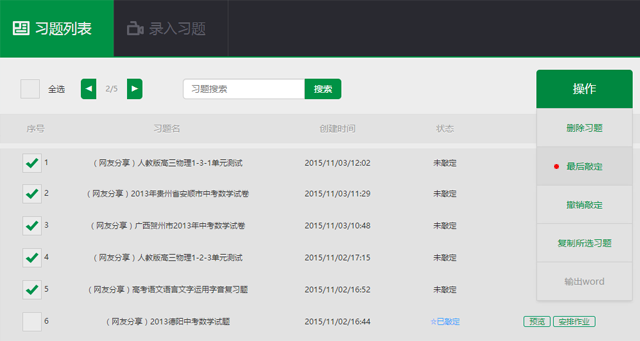 习题列表 录入习题
全选 2/5 习题搜索 搜索 操作
序号 习题名 创建时间 状态
删除习题
最后敲定
撤销敲定
复制所选习题
输出word
1 （网友分享）人教版高三物理1-3-1单元测试 2015/11/03/12:02 未敲定
2 （网友分享）2013年贵州省安顺市中考数学试卷 2015/11/03/11:29 未敲定
3 （网友分享）广西贺州市2013年中考数学试卷 2015/11/03/10:48 未敲定
4 （网友分享）人教版高三物理1-2-3单元测试 2015/11/02/17:15 未敲定
5 （网友分享）高考语文语言文字运用字音复习题 2015/11/02/16:52 未敲定
6 （网友分享）2013德阳中考数学试题 2015/11/02/16:44 ☆已敲定 预览 安排作业